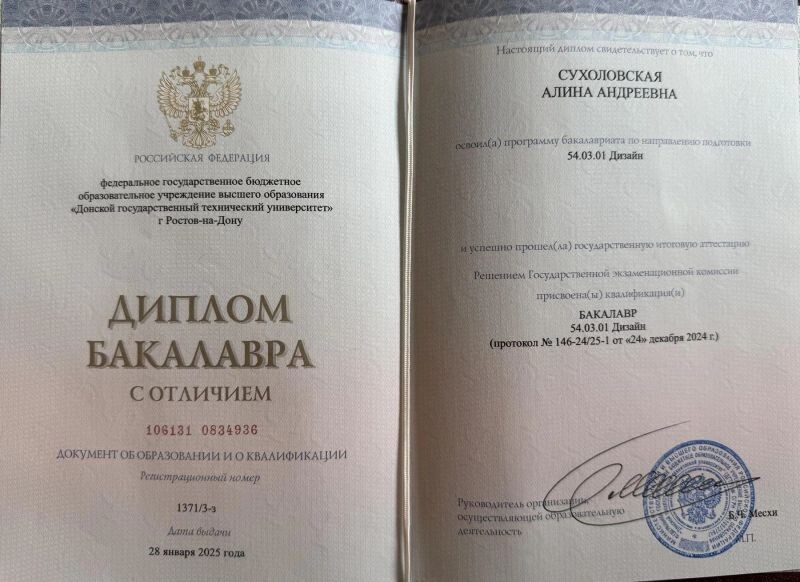 РОССИЙСКАЯ ФЕДЕРАЦИЯ
федеральное государственное бюджетное
образовательное учреждение высшего образования
«Донской государственный технический университет»
г Ростов-на-Дону
ДИПЛОМ
БАКАЛАВРА
С ОТЛИЧИЕМ
106131 0834936
ДОКУМЕНТ ОБ ОБРАЗОВАНИИ И О КВАЛИФИКАЦИИ
Регистрационный номер
1371/3-з
Дата выдачи
28 января 2025 года
Настоящий диплом свидетельствует о том, что
СУХОЛОВСКАЯ
АЛИНА АНДРЕЕВНА
освоил(а) программу бакалавриата по направлению подготовки
54.03.01 Дизайн
и успешно прошел(ла) государственную итоговую аттестацию
Решением Государственной экзаменационной комиссии
присвоена(ы) квалификация(и)
БАКАЛАВР
54.03.01 Дизайн
(протокол № 146-24/25-1 от «24» декабря 2024 г.)
Руководитель организации,
осуществляющей образовательную
деятельность
Б.Ч. Месхи
М.П.